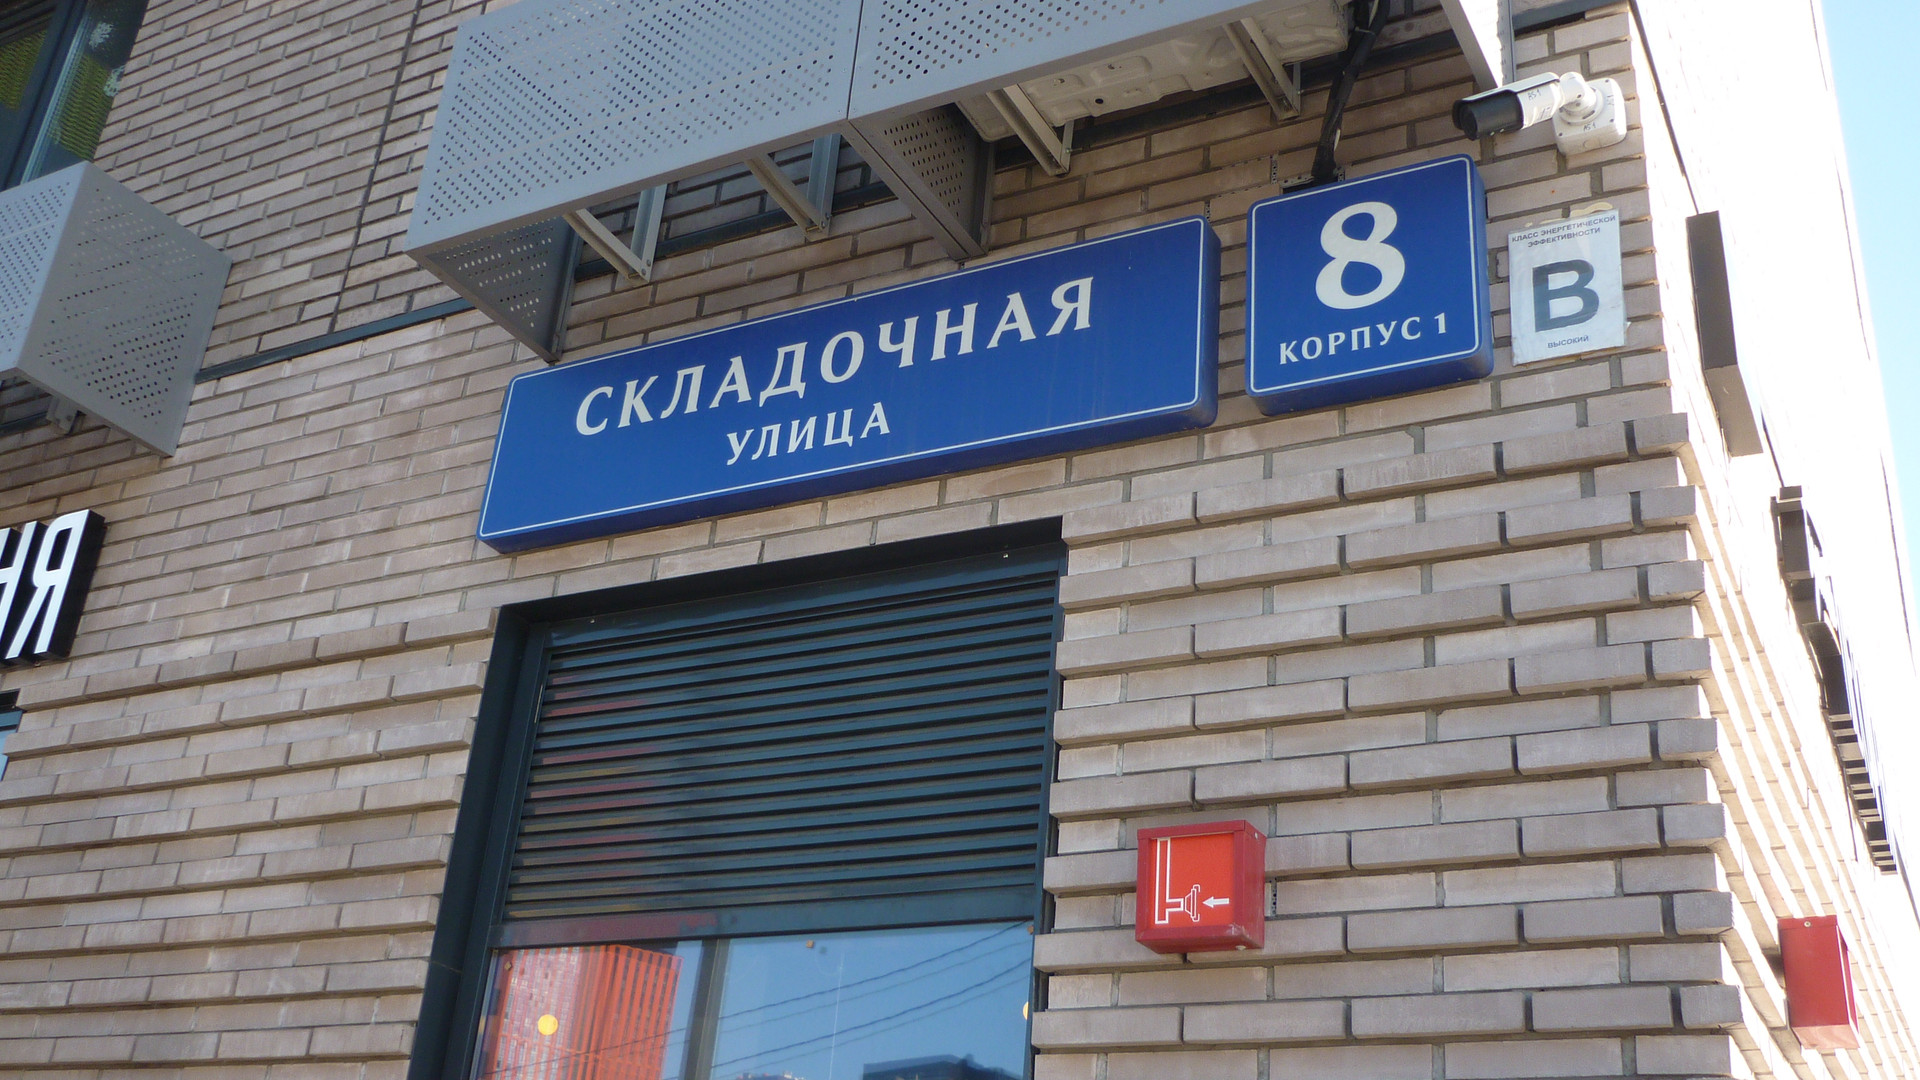 СКЛАДОЧНАЯ
УЛИЦА
8
КОРПУС 1
КЛАСС ЭНЕРГЕТИЧЕСКОЙ
ЭФФЕКТИВНОСТИ
B
ВЫСОКИЙ
НЯ